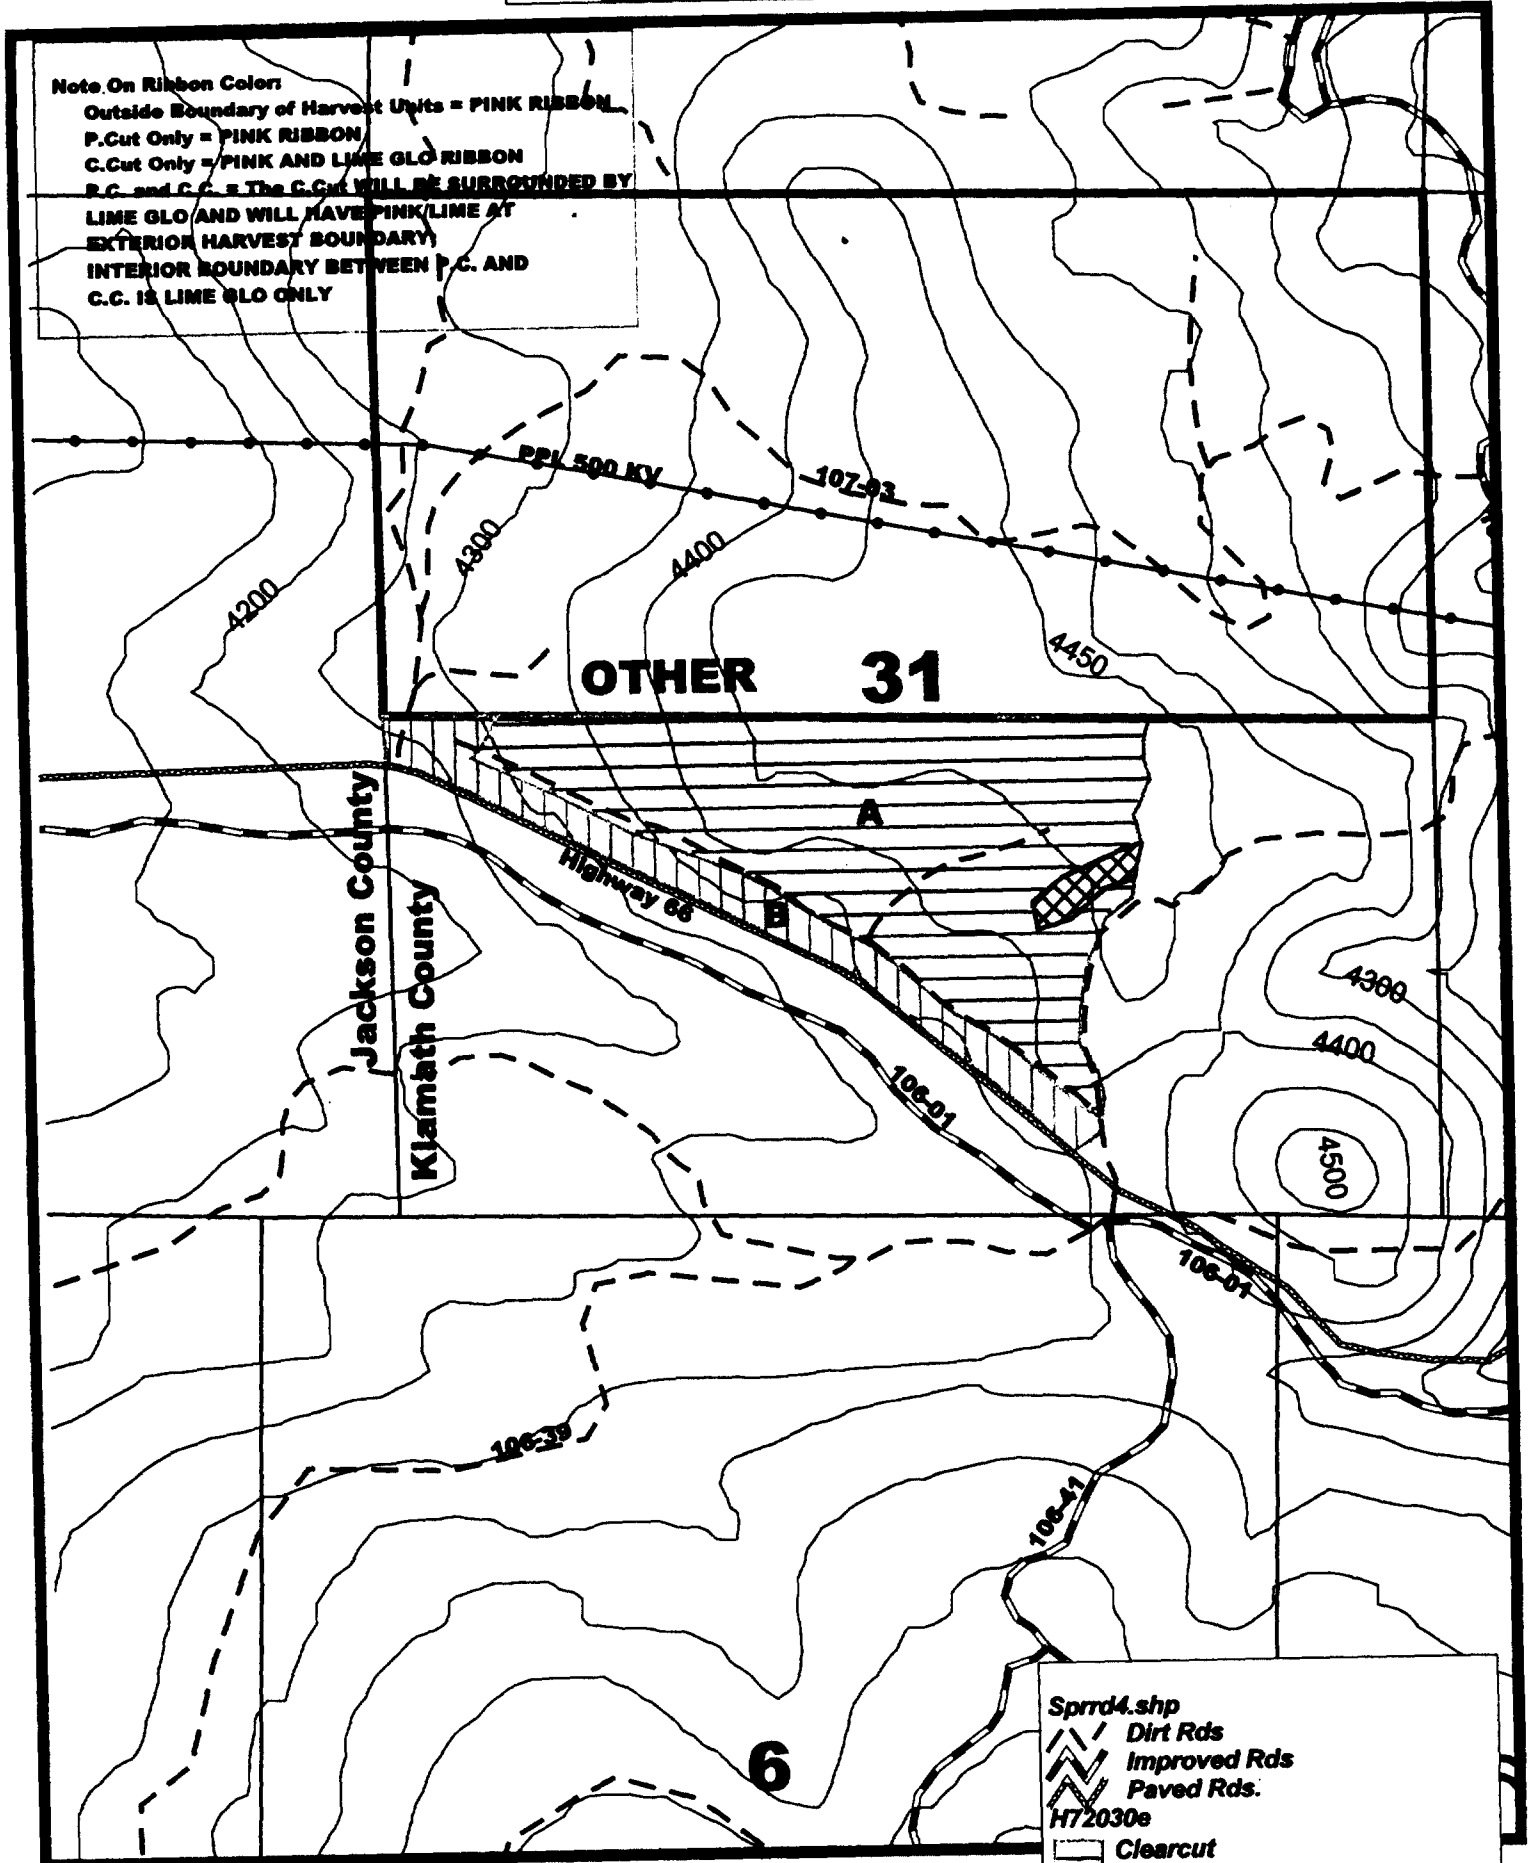 Note On Ribbon Color:
Outside Boundary of Harvest Units = PINK RIBBON
P.Cut Only = PINK RIBBON
C.Cut Only = PINK AND LIME GLO RIBBON
P.C. and C.C. = The C.Cut WILL BE SURROUNDED BY
LIME GLO AND WILL HAVE PINK/LIME AT
EXTERIOR HARVEST BOUNDARY;
INTERIOR BOUNDARY BETWEEN P.C. AND
C.C. IS LIME GLO ONLY
PPL 500 KV
107-03
4300
4400
4200
OTHER 31
4450
A
Jackson County
Klamath County
Highway 66
B
4300
4400
106-01
4500
106-01
106-39
106-41
6
Sprrd4.shp
Dirt Rds
Improved Rds
Paved Rds.
H72030e
Clearcut